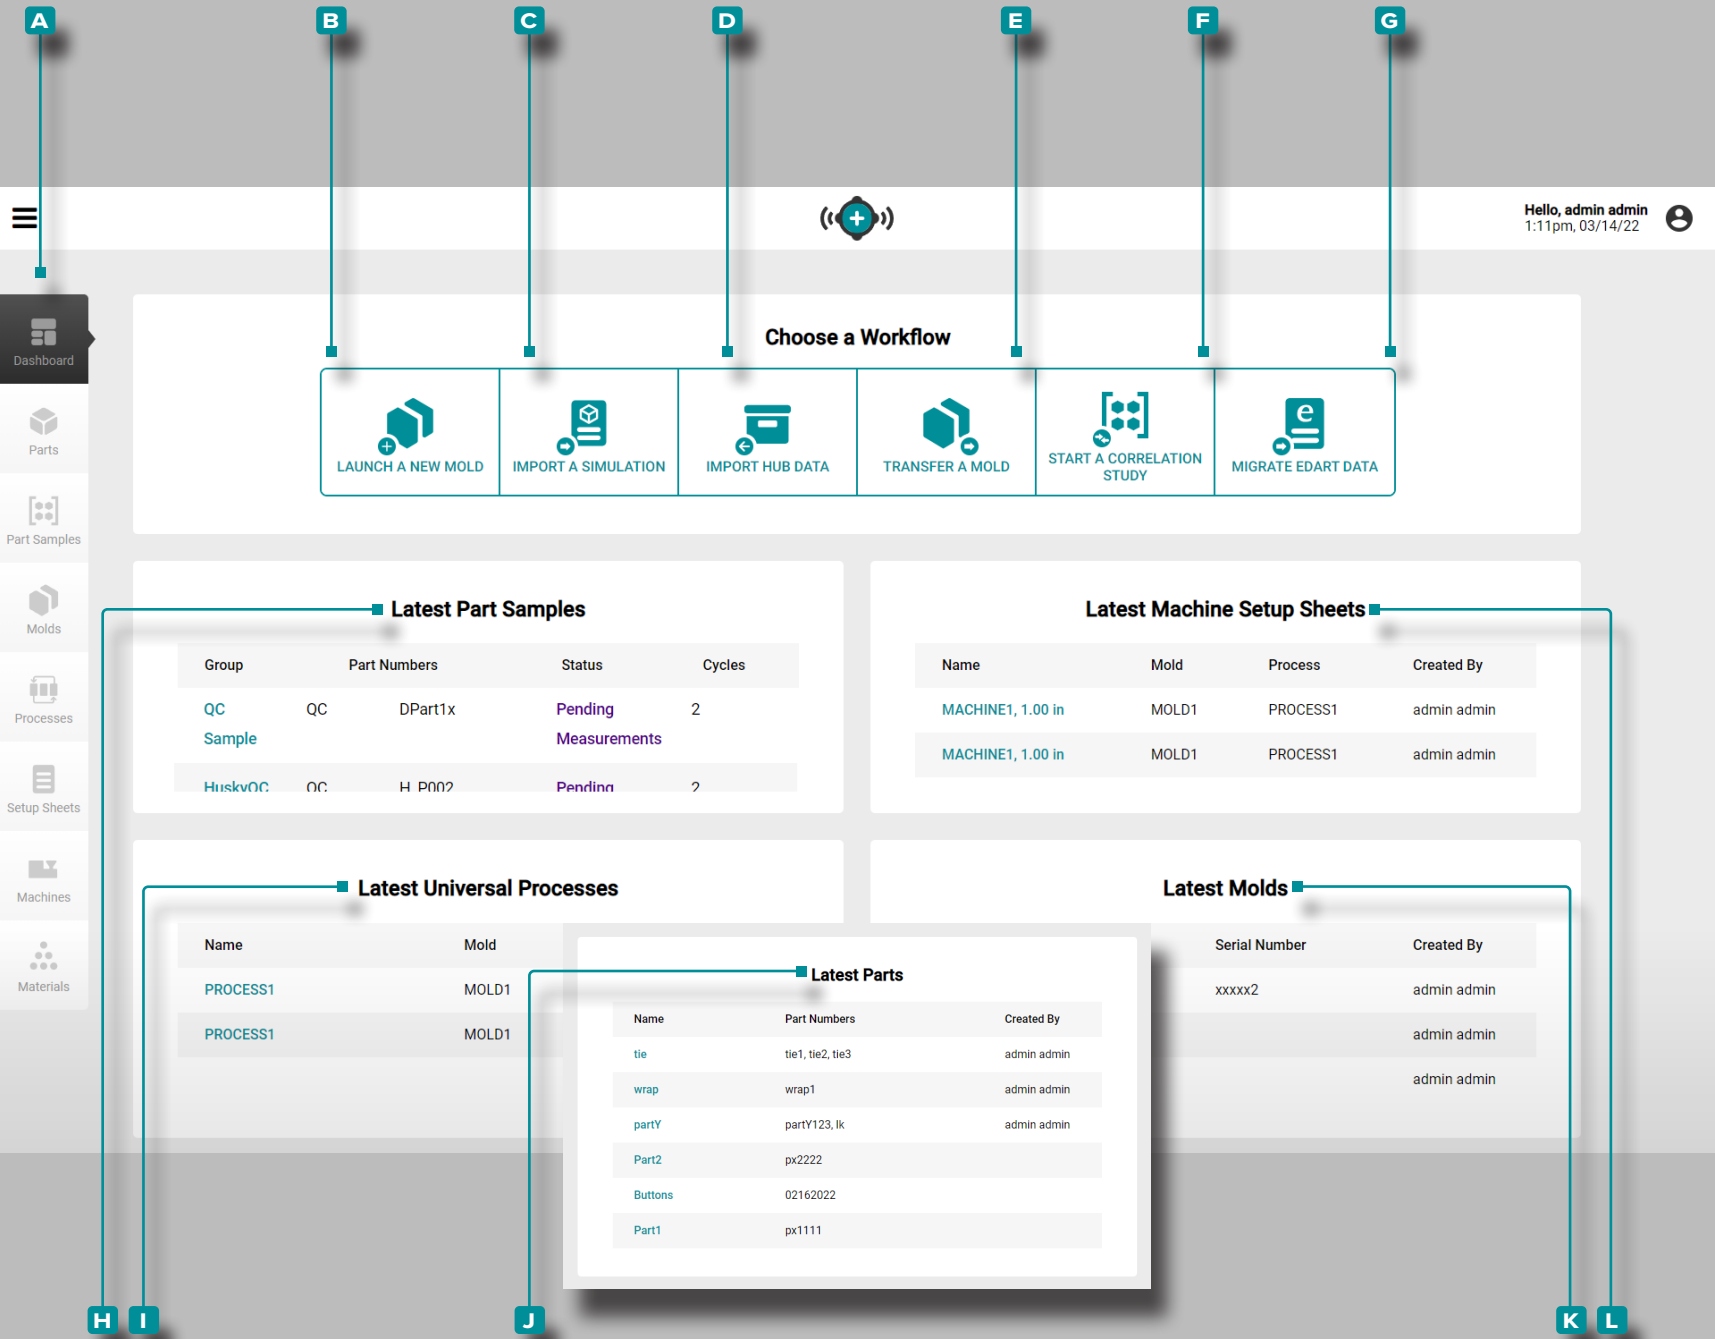 A B C D E F G
Hello, admin admin
1:11pm, 03/14/22
Dashboard
Parts
Part Samples
Molds
Processes
Setup Sheets
Machines
Materials
Choose a Workflow
LAUNCH A NEW MOLD
IMPORT A SIMULATION
IMPORT HUB DATA
TRANSFER A MOLD
START A CORRELATION
STUDY
e
MIGRATE EDART DATA
Latest Part Samples
Group Part Numbers Status Cycles
QC QC DPart1x Pending 2
Sample Measurements
HuskyQC QC H_P002 Pending 2
Latest Machine Setup Sheets
Name Mold Process Created By
MACHINE1, 1.00 in MOLD1 PROCESS1 admin admin
MACHINE1, 1.00 in MOLD1 PROCESS1 admin admin
Latest Universal Processes
Name Mold
PROCESS1 MOLD1
PROCESS1 MOLD1
Latest Molds
Serial Number Created By
xxxxx2 admin admin
admin admin
admin admin
Latest Parts
Name Part Numbers Created By
tie tie1, tie2, tie3 admin admin
wrap wrap1 admin admin
partY partY123, lk admin admin
Part2 px2222
Buttons 02162022
Part1 px1111
H I J K L